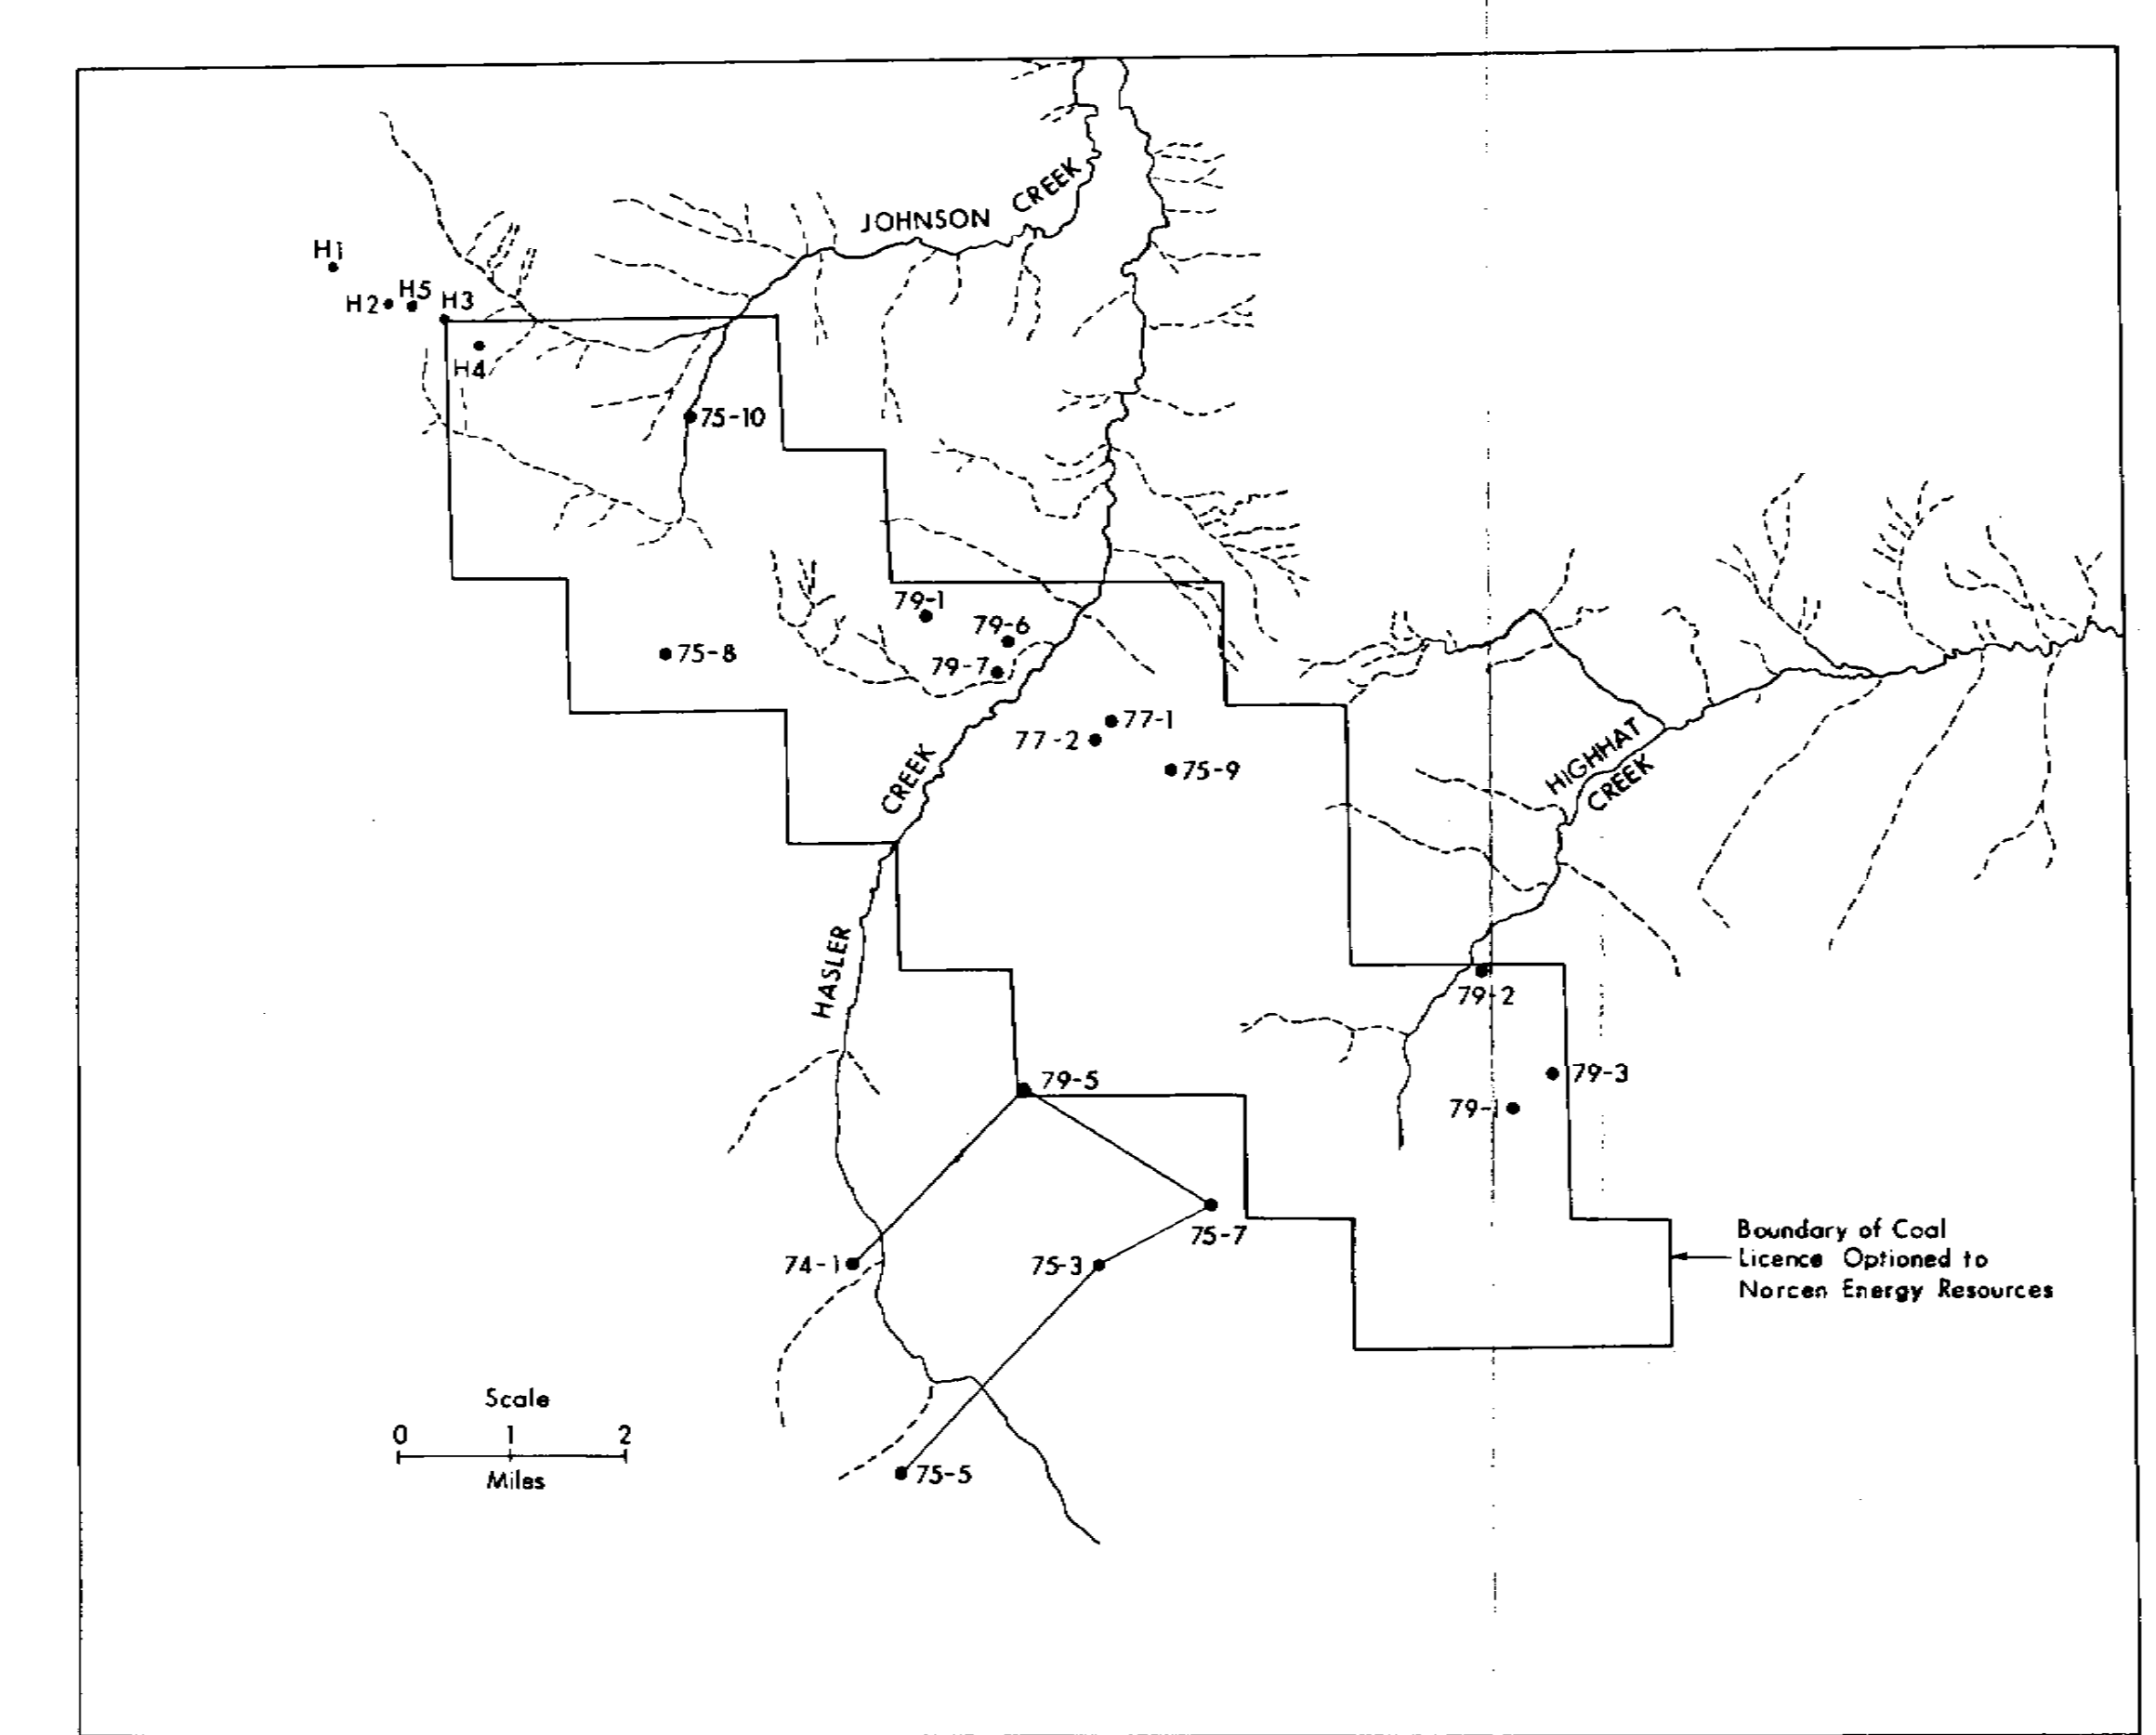 JOHNSON CREEK
H1
H2
H5
H3
H4
75-10
79-1
79-6
79-7
75-8
77-1
77-2
75-9
HASLER CREEK
HIGHHAT
CREEK
79-2
79-5
79-3
79-1
75-7
74-1
75-3
Boundary of Coal
Licence Optioned to
Norcen Energy Resources
Scale
0 1 2
Miles
75-5